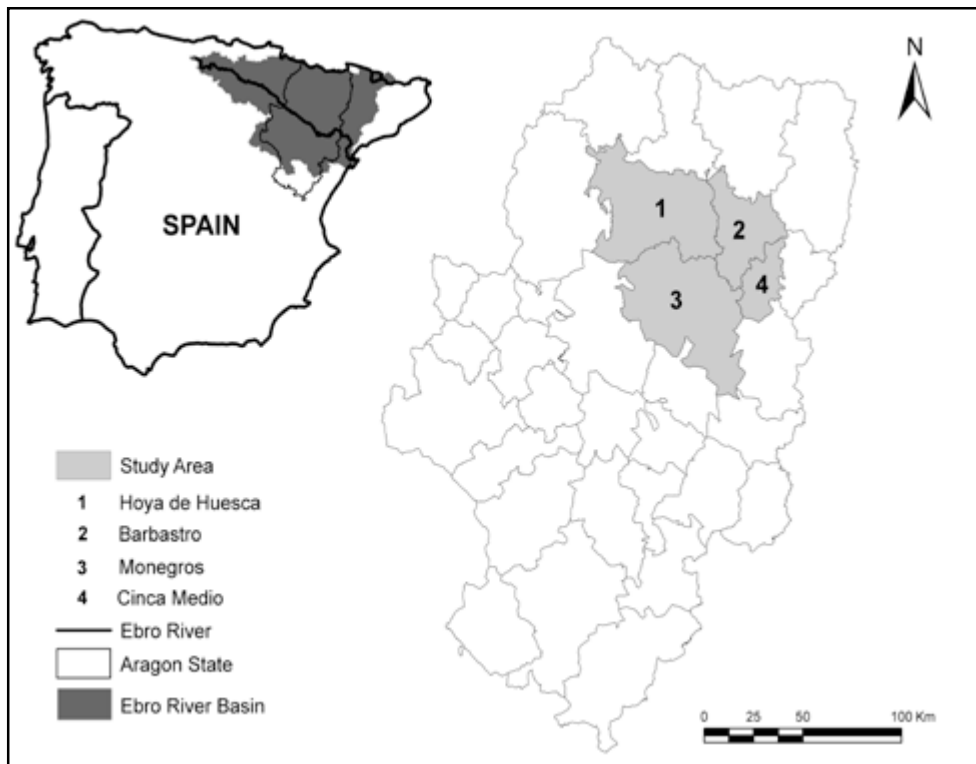 SPAIN
N
1
2
3
4
Study Area
1 Hoya de Huesca
2 Barbastro
3 Monegros
4 Cinca Medio
Ebro River
Aragon State
Ebro River Basin
0 25 50 100 Km